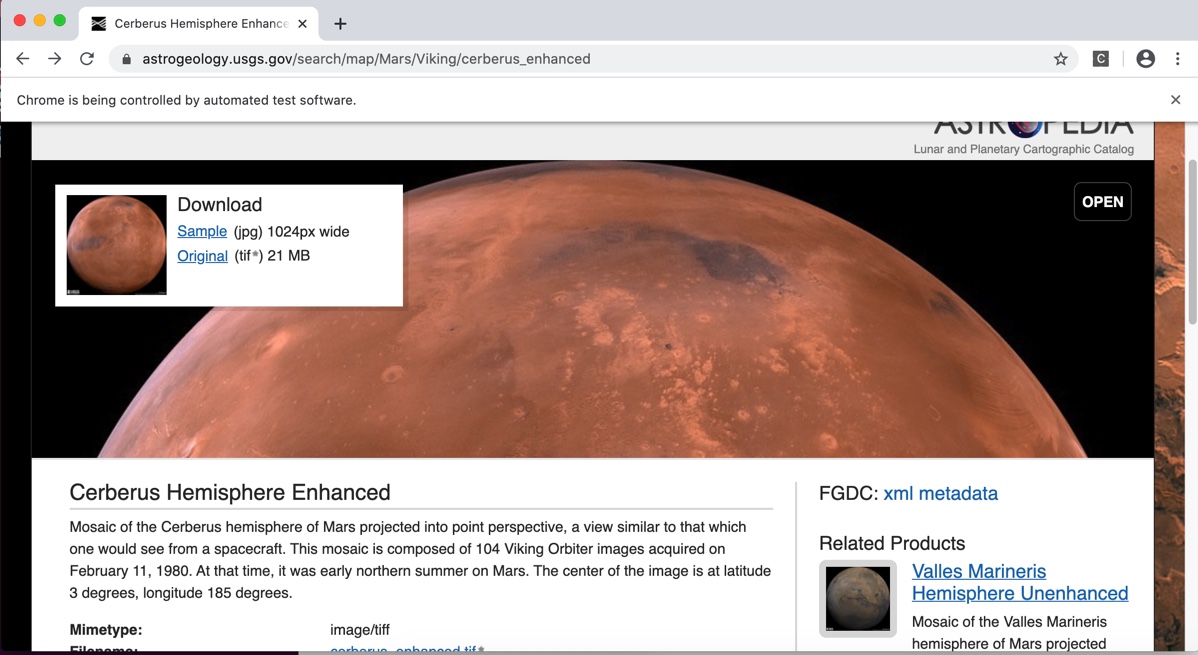 Cerberus Hemisphere Enhance
astrogeology.usgs.gov/search/map/Mars/Viking/cerberus_enhanced
C
Chrome is being controlled by automated test software.
ASTROPEDIA
Lunar and Planetary Cartographic Catalog
Download
Sample (jpg) 1024px wide
Original (tif*) 21 MB
OPEN
Cerberus Hemisphere Enhanced
Mosaic of the Cerberus hemisphere of Mars projected into point perspective, a view similar to that which
one would see from a spacecraft. This mosaic is composed of 104 Viking Orbiter images acquired on
February 11, 1980. At that time, it was early northern summer on Mars. The center of the image is at latitude
3 degrees, longitude 185 degrees.
Mimetype: image/tiff
Filename: cerberus_enhanced.tif*
FGDC: xml metadata
Related Products
Valles Marineris
Hemisphere Unenhanced
Mosaic of the Valles Marineris
hemisphere of Mars projected